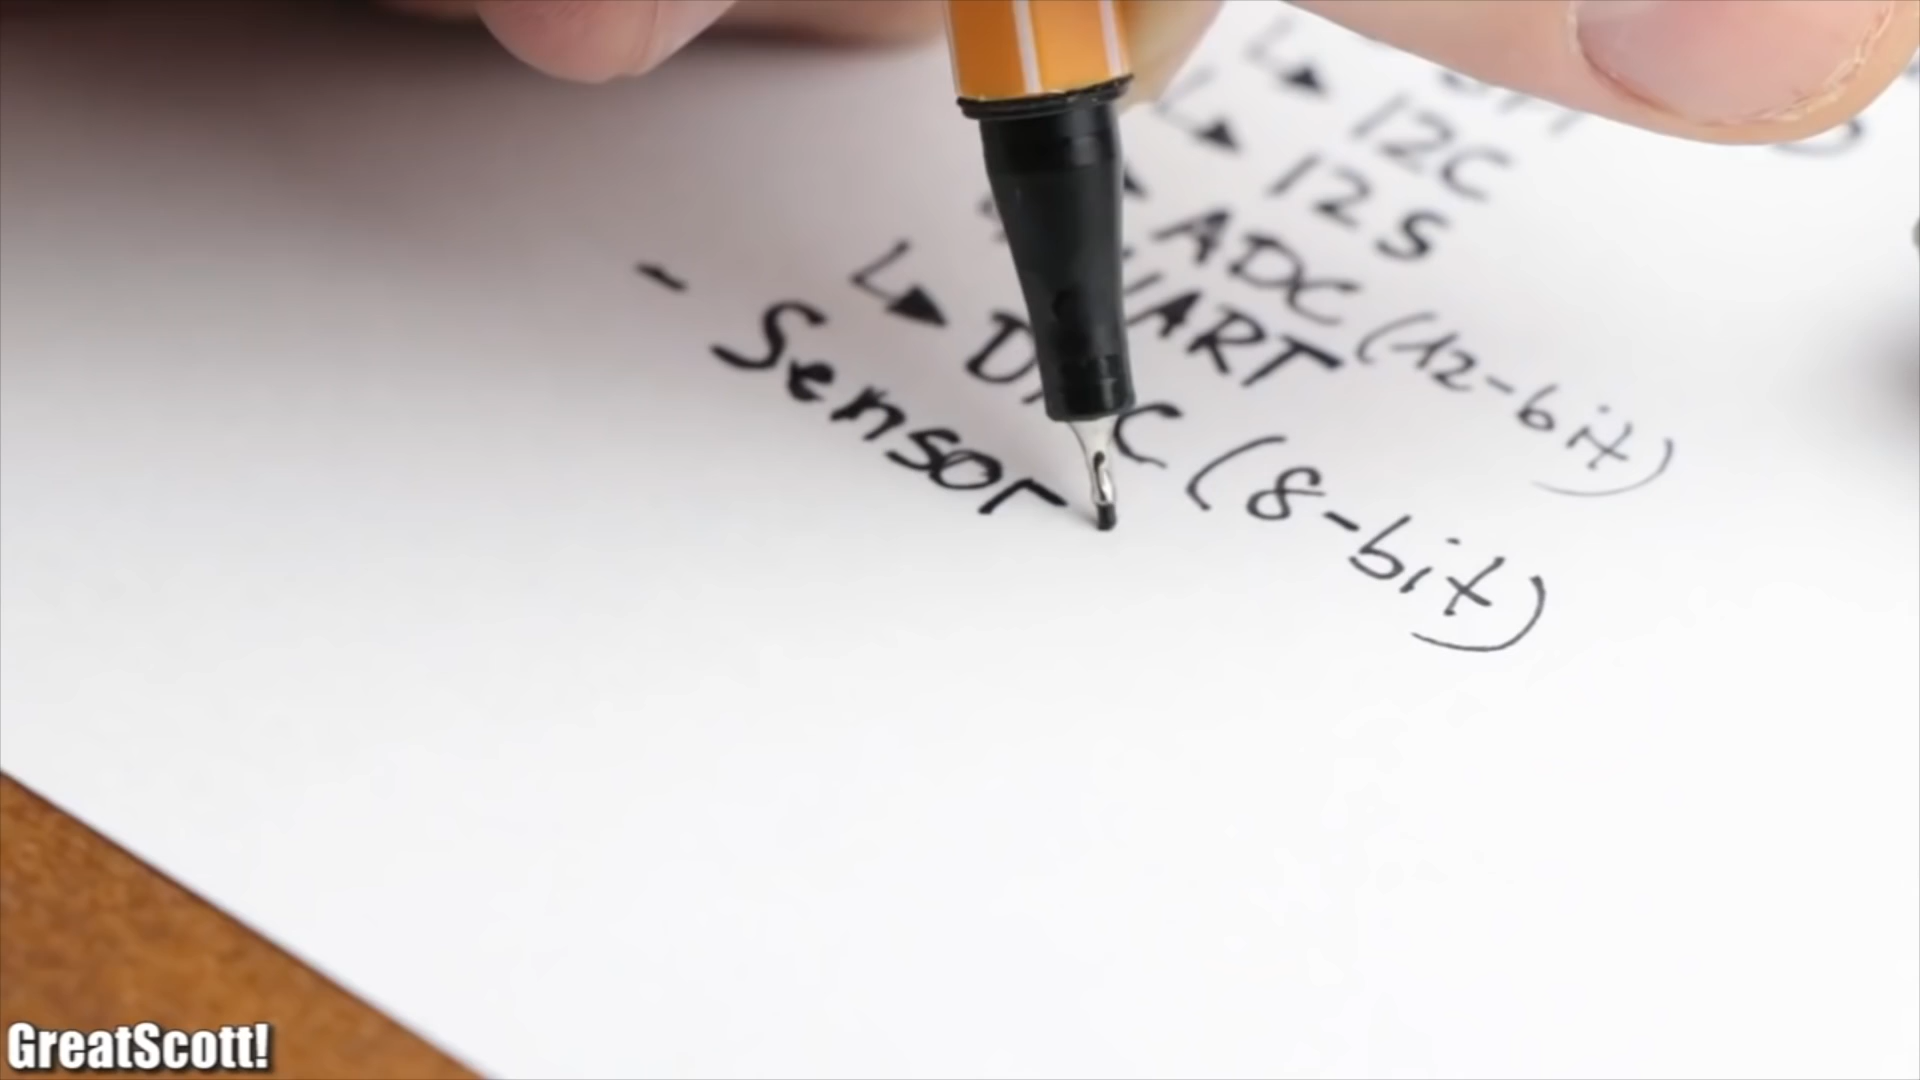 L► I2C
L► I2S
ADC (12-bit)
UART
L► DAC (8-bit)
- Sensor
GreatScott!